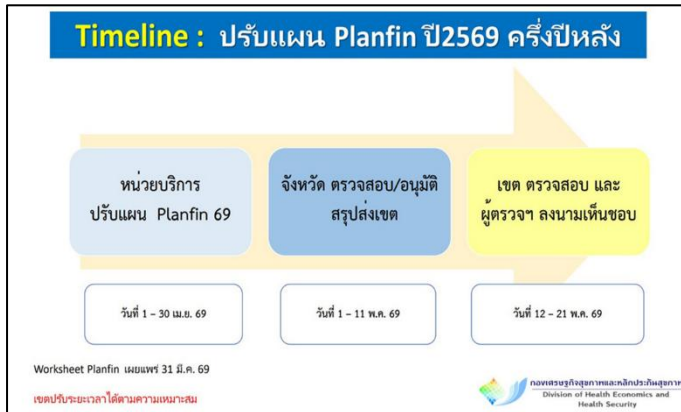 Timeline : ปรับแผน Planfin ปี2569 ครึ่งปีหลัง
หน่วยบริการ
ปรับแผน Planfin 69
จังหวัด ตรวจสอบ/อนุมัติ
สรุปส่งเขต
เขต ตรวจสอบ และ
ผู้ตรวจฯ ลงนามเห็นชอบ
วันที่ 1 – 30 เม.ย. 69
วันที่ 1 – 11 พ.ค. 69
วันที่ 12 – 21 พ.ค. 69
Worksheet Planfin เผยแพร่ 31 มี.ค. 69
เขตปรับระยะเวลาได้ตามความเหมาะสม
กองเศรษฐกิจสุขภาพและหลักประกันสุขภาพ
Division of Health Economics and
Health Security